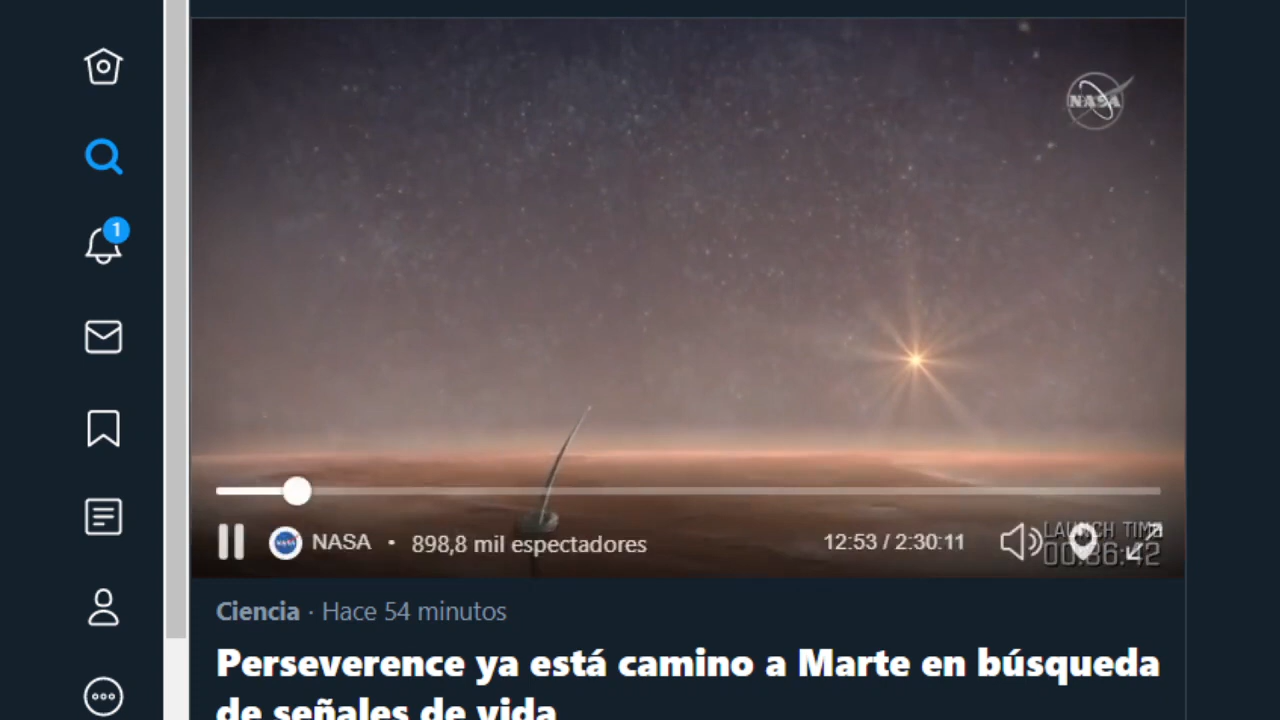 NASA
1
NASA · 898,8 mil espectadores
12:53 / 2:30:11
LAUNCH TIME
00:36:42
Ciencia · Hace 54 minutos
Perseverence ya está camino a Marte en búsqueda
de señales de vida